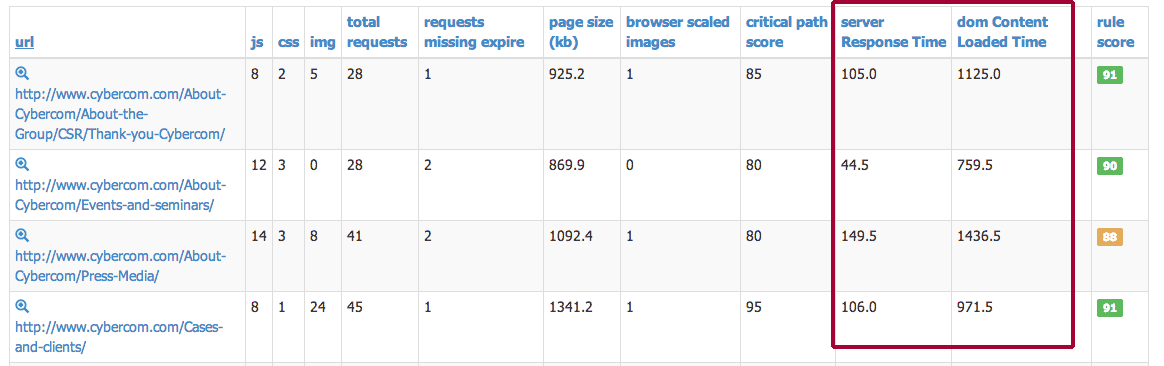 url js css img total requests requests missing expire page size (kb) browser scaled images critical path score server Response Time dom Content Loaded Time rule score
http://www.cybercom.com/About-Cybercom/About-the-Group/CSR/Thank-you-Cybercom/ 8 2 5 28 1 925.2 1 85 105.0 1125.0 91
http://www.cybercom.com/About-Cybercom/Events-and-seminars/ 12 3 0 28 2 869.9 0 80 44.5 759.5 90
http://www.cybercom.com/About-Cybercom/Press-Media/ 14 3 8 41 2 1092.4 1 80 149.5 1436.5 88
http://www.cybercom.com/Cases-and-clients/ 8 1 24 45 1 1341.2 1 95 106.0 971.5 91